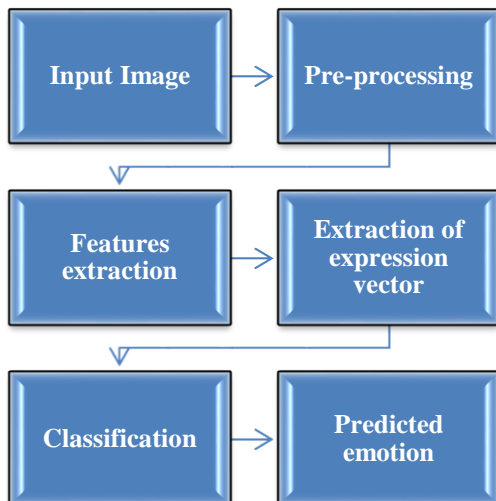 Input Image
Pre-processing
Features
extraction
Extraction of
expression
vector
Classification
Predicted
emotion